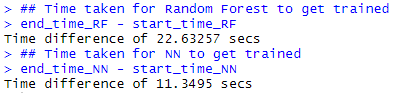 > ## Time taken for Random Forest to get trained
> end_time_RF - start_time_RF
Time difference of 22.63257 secs
> ## Time taken for NN to get trained
> end_time_NN - start_time_NN
Time difference of 11.3495 secs